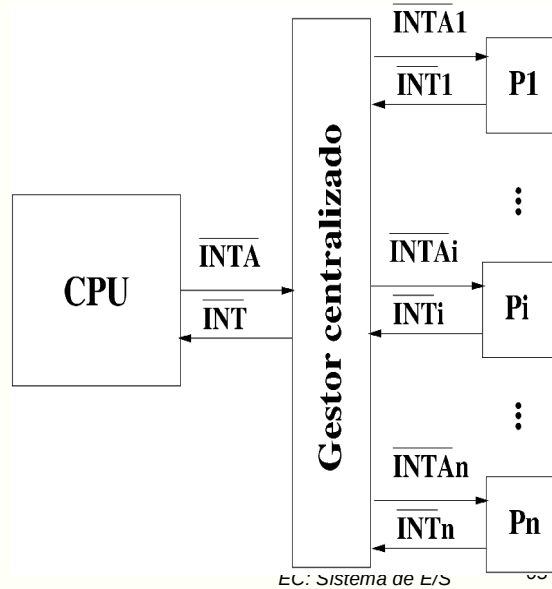 INTA1
INT1
P1
CPU
INTA
INT
Gestor centralizado
INTAi
INTi
Pi
INTAn
INTn
Pn
EC: Sistema de E/S